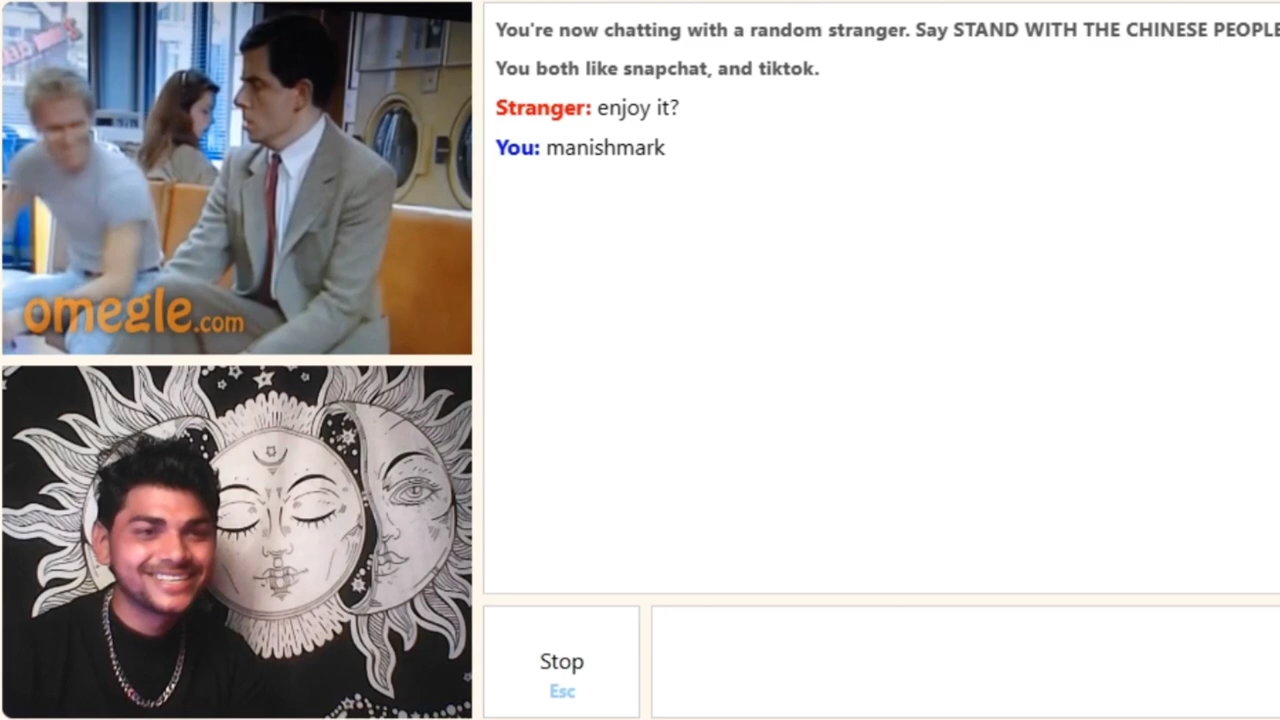 omegle.com
You're now chatting with a random stranger. Say STAND WITH THE CHINESE PEOPLE
You both like snapchat, and tiktok.
Stranger: enjoy it?
You: manishmark
Stop
Esc